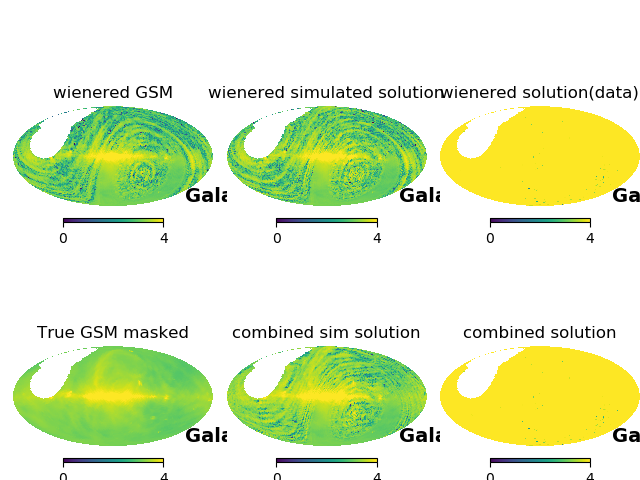 wienered GSM
wienered simulated solution
wienered solution(data)
Gala
Gala
Ga
0 4
0 4
0 4
True GSM masked
combined sim solution
combined solution
Gala
Gala
Ga
0 4
0 4
0 4